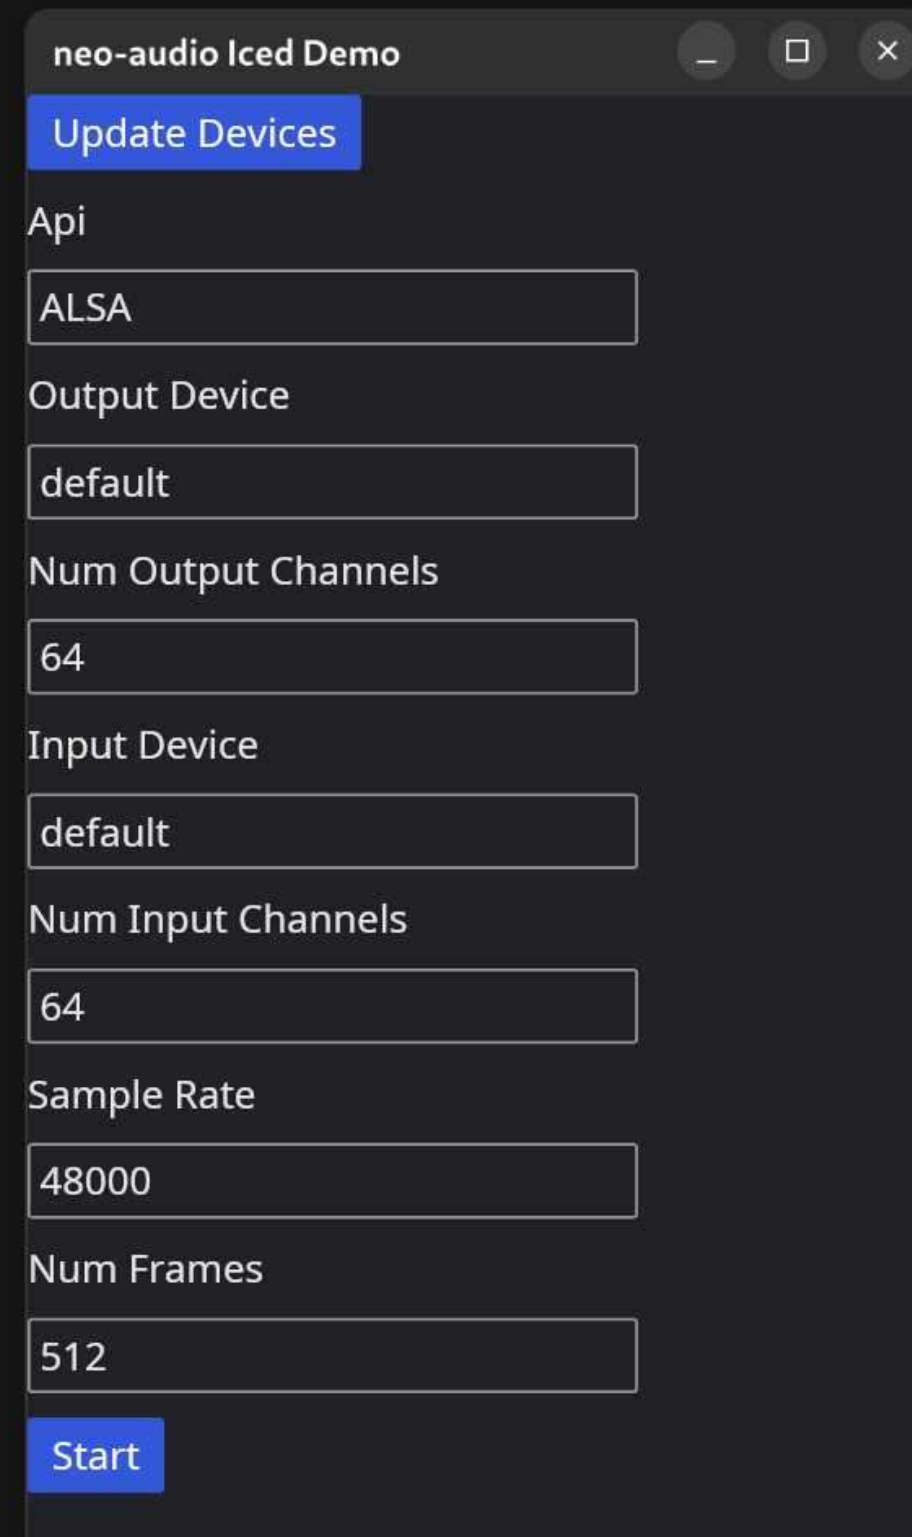 neo-audio Iced Demo
Update Devices
Api
ALSA
Output Device
default
Num Output Channels
64
Input Device
default
Num Input Channels
64
Sample Rate
48000
Num Frames
512
Start